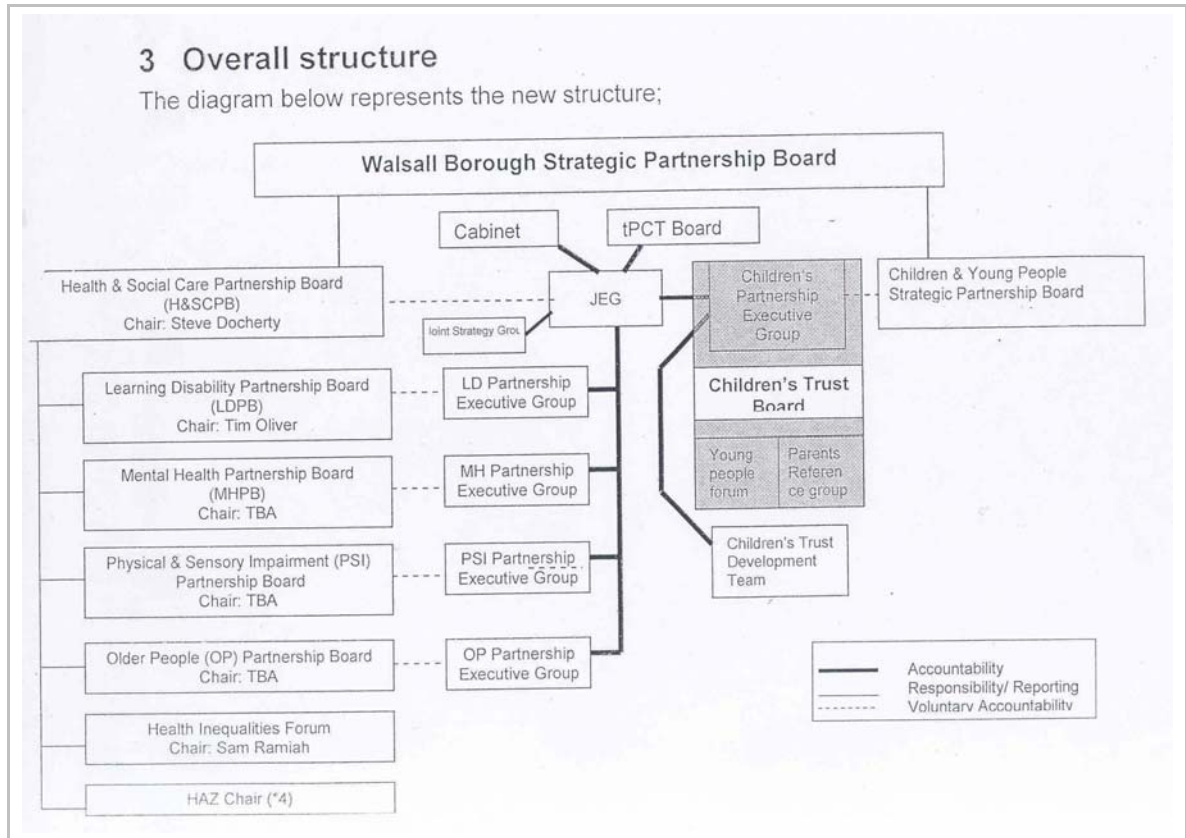 3 Overall structure
The diagram below represents the new structure;
Walsall Borough Strategic Partnership Board
Cabinet
tPCT Board
Health & Social Care Partnership Board
(H&SCPB)
Chair: Steve Docherty
JEG
Children's
Partnership
Executive
Group
Children & Young People
Strategic Partnership Board
Joint Strategy Grou
Learning Disability Partnership Board
(LDPB)
Chair: Tim Oliver
LD Partnership
Executive Group
Children's Trust
Board
Mental Health Partnership Board
(MHPB)
Chair: TBA
MH Partnership
Executive Group
Young
people
forum
Parents
Referen
ce group
Physical & Sensory Impairment (PSI)
Partnership Board
Chair: TBA
PSI Partnership
Executive Group
Children's Trust
Development
Team
Older People (OP) Partnership Board
Chair: TBA
OP Partnership
Executive Group
Accountability
Responsibility/ Reporting
Voluntary Accountability
Health Inequalities Forum
Chair: Sam Ramiah
HAZ Chair (*4)